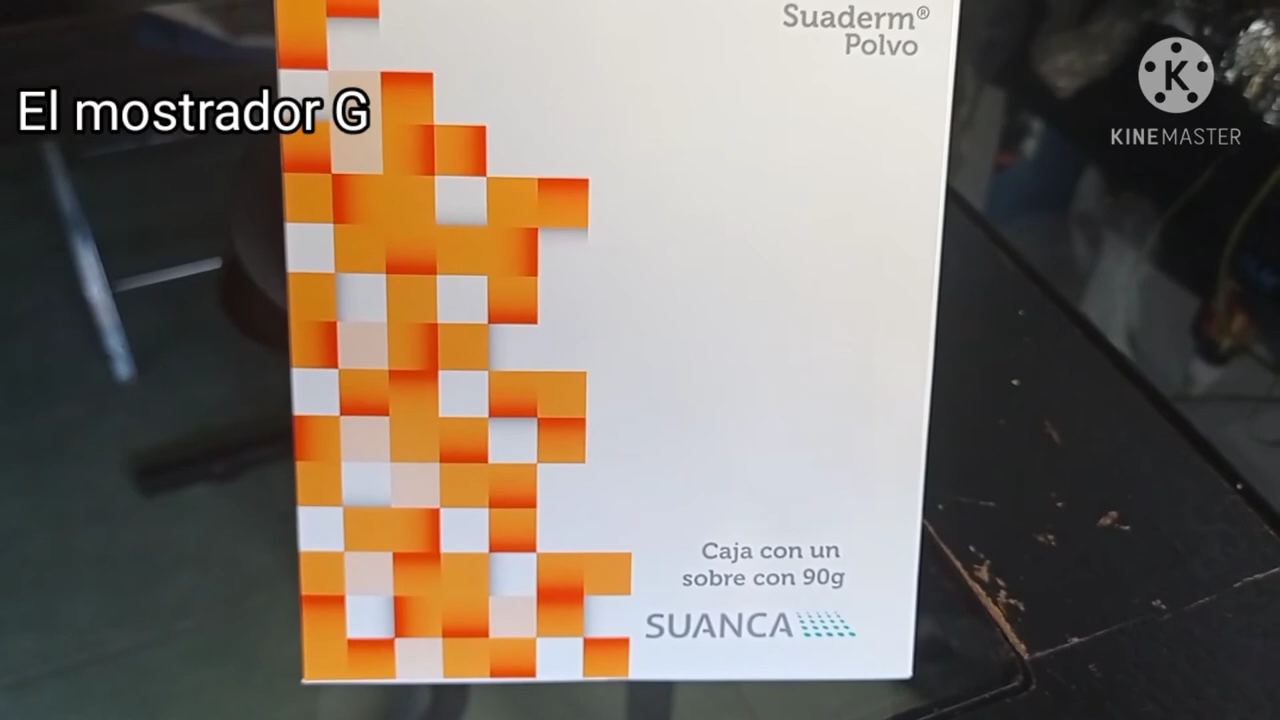 Suaderm®
Polvo
El mostrador G
K
KINEMASTER
Caja con un
sobre con 90g
SUANCA